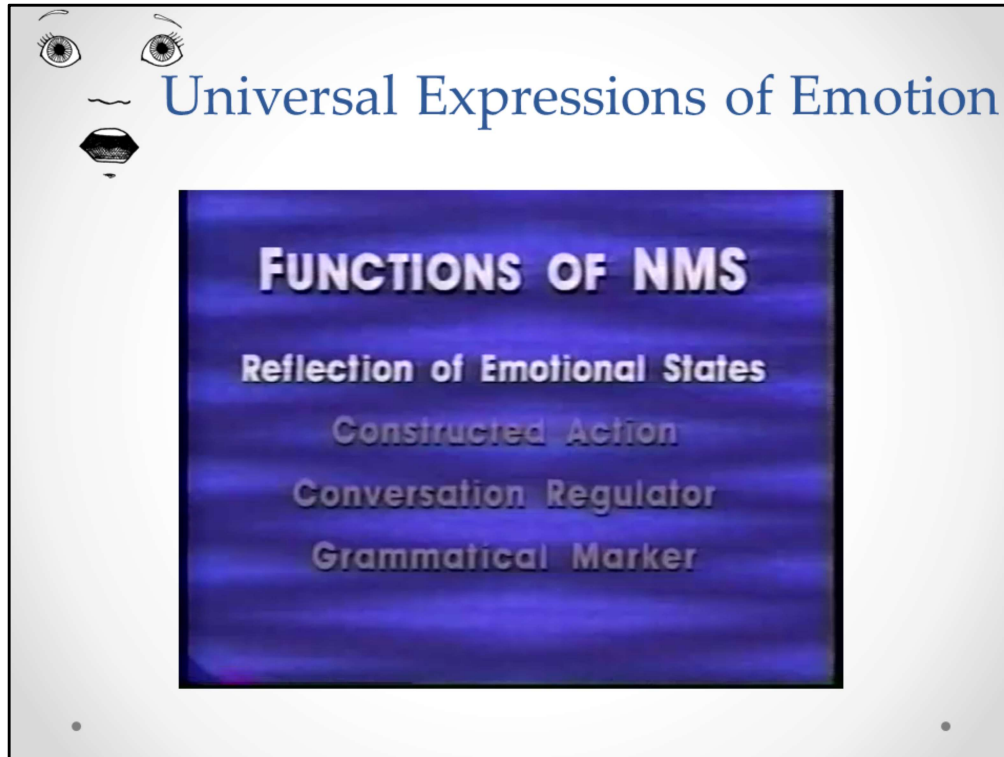 Universal Expressions of Emotion
FUNCTIONS OF NMS
Reflection of Emotional States
Constructed Action
Conversation Regulator
Grammatical Marker